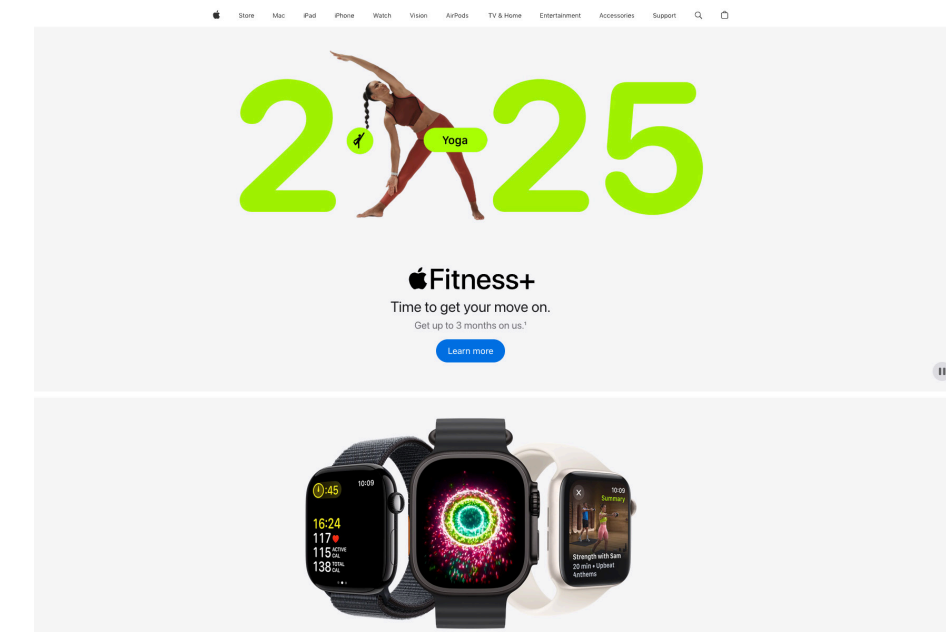 Store Mac iPad iPhone Watch Vision AirPods TV & Home Entertainment Accessories Support
2025
Yoga
Fitness+
Time to get your move on.
Get up to 3 months on us.¹
Learn more
:45
10:09
16:24
117
115 ACTIVE CAL
138 TOTAL CAL
10:09
Summary
Strength with Sam
20 min • Upbeat
Anthems